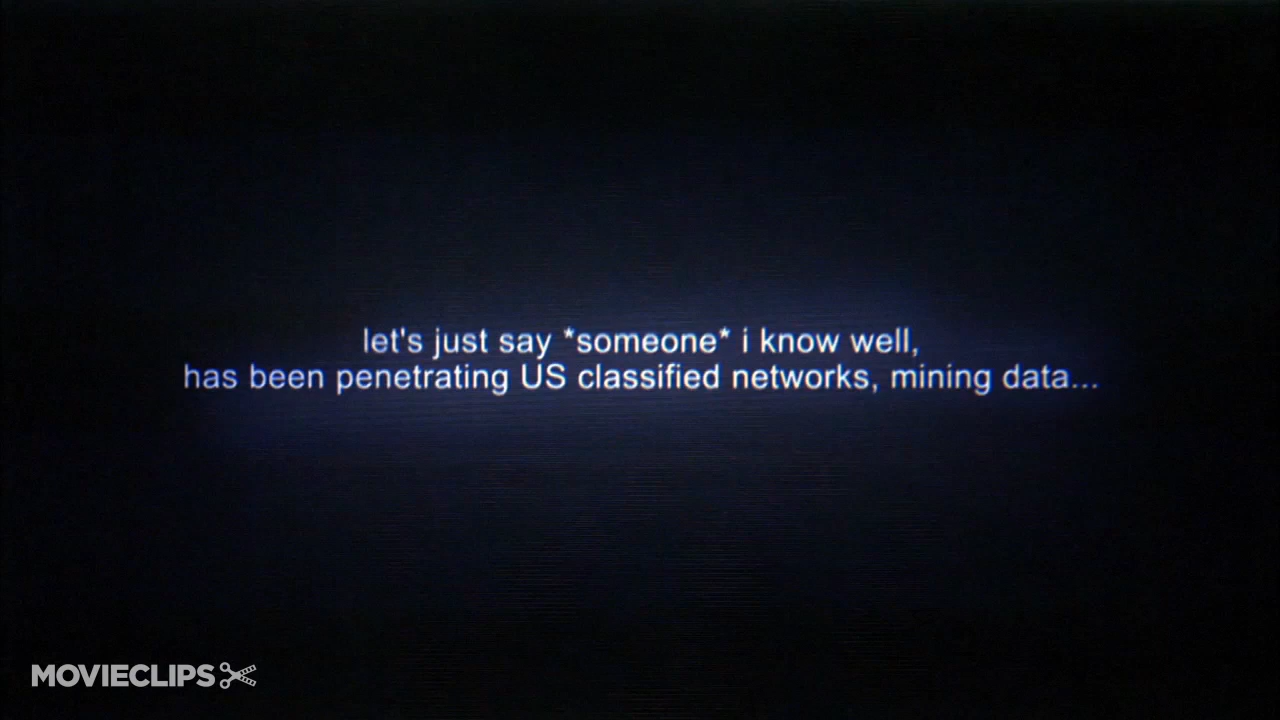 let's just say *someone* i know well,
has been penetrating US classified networks, mining data...
MOVIECLIPS